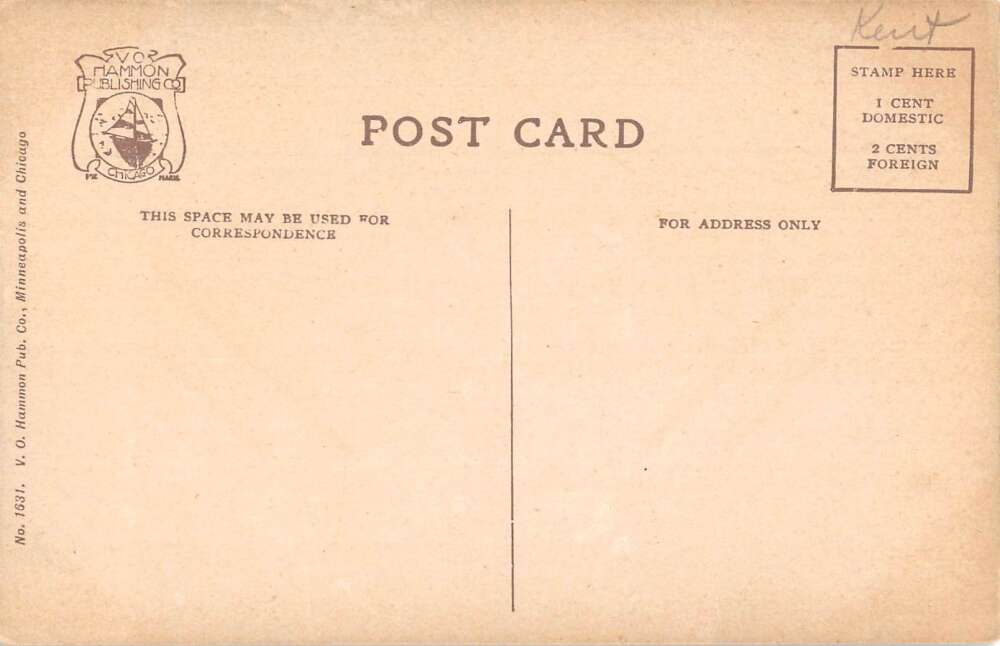 Kent
V O
HAMMON
PUBLISHING CO
CHICAGO
MARK
POST CARD
STAMP HERE
1 CENT
DOMESTIC
2 CENTS
FOREIGN
THIS SPACE MAY BE USED FOR
CORRESPONDENCE
FOR ADDRESS ONLY
No. 1631. V. O. Hammon Pub. Co., Minneapolis and Chicago